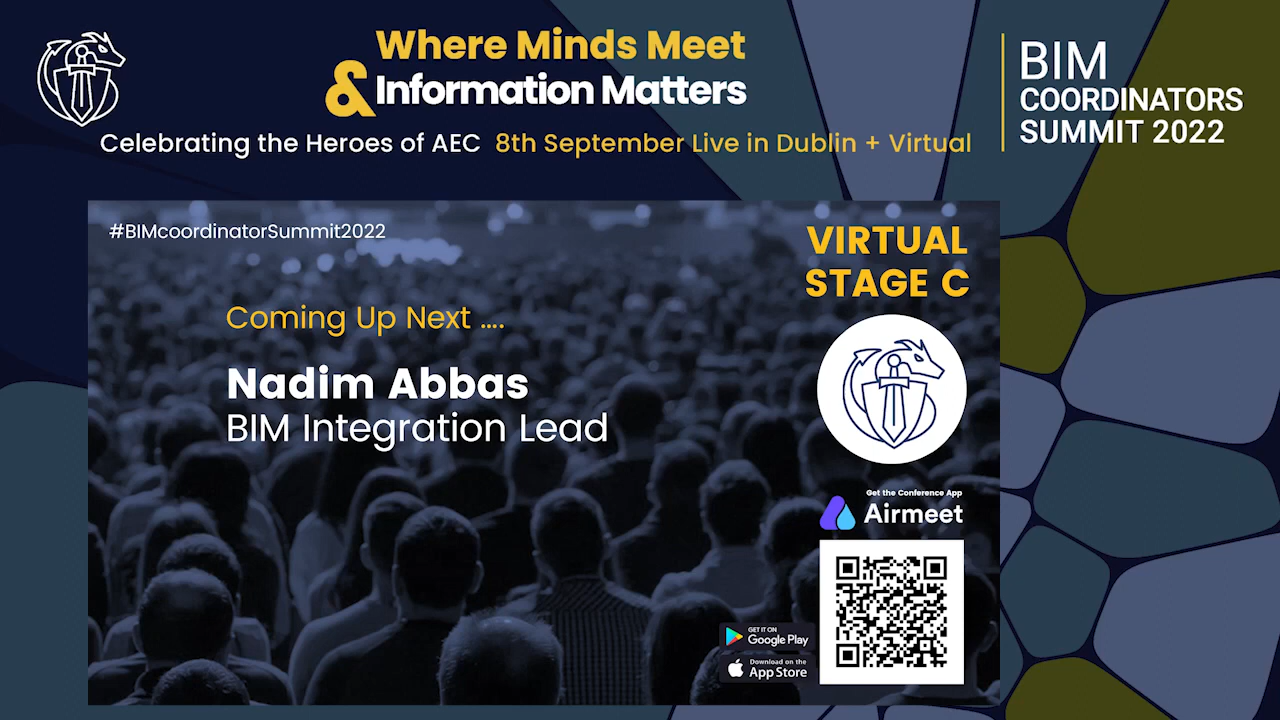 Where Minds Meet
& Information Matters
Celebrating the Heroes of AEC 8th September Live in Dublin + Virtual
BIM
COORDINATORS
SUMMIT 2022
#BIMcoordinatorSummit2022
VIRTUAL
STAGE C
Coming Up Next ....
Nadim Abbas
BIM Integration Lead
Get the Conference App
Airmeet
GET IT ON
Google Play
Download on the
App Store